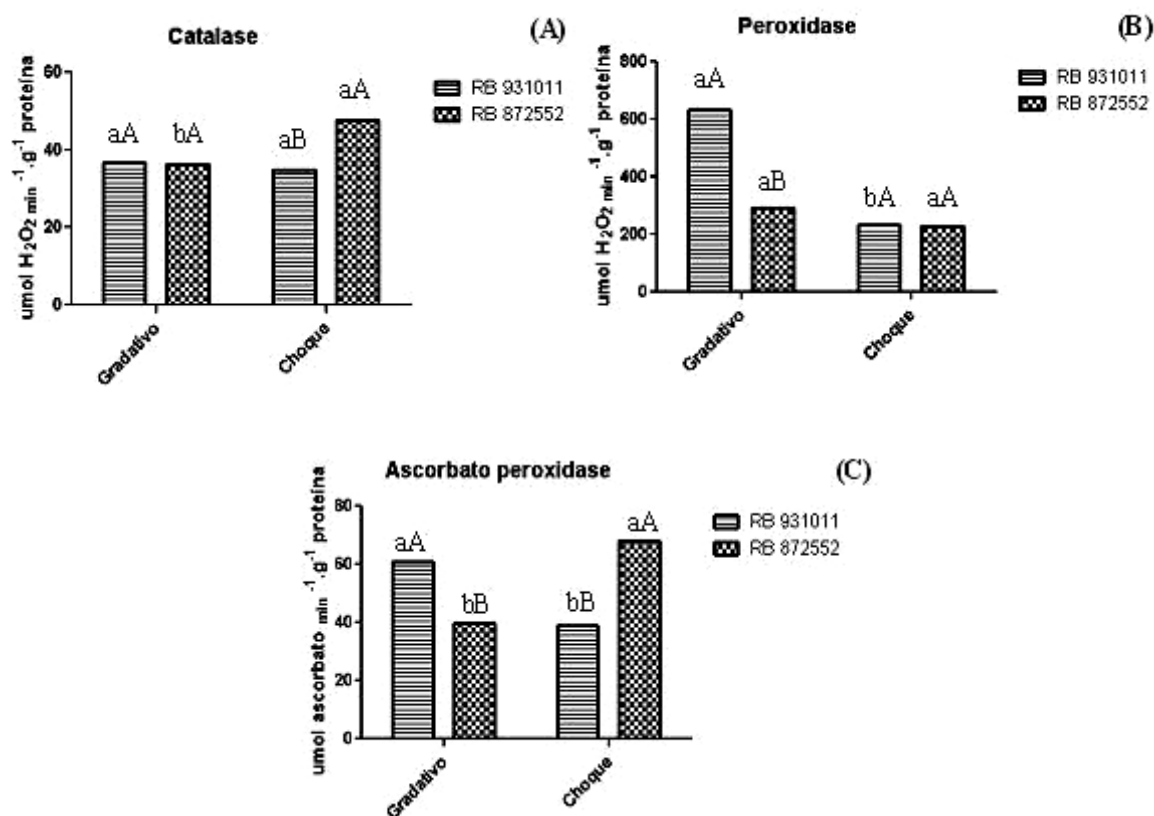 Catalase
(A)
umol H2O2 min -1.g-1 proteína
60
40
20
0
aA
bA
aB
aA
Gradativo
Choque
RB 931011
RB 872552
Peroxidase
(B)
umol H2O2 min -1.g-1 proteína
800
600
400
200
0
aA
aB
bA
aA
Gradativo
Choque
RB 931011
RB 872552
Ascorbato peroxidase
(C)
umol ascorbato min -1.g-1 proteína
80
60
40
20
0
aA
bB
bB
aA
Gradativo
Choque
RB 931011
RB 872552